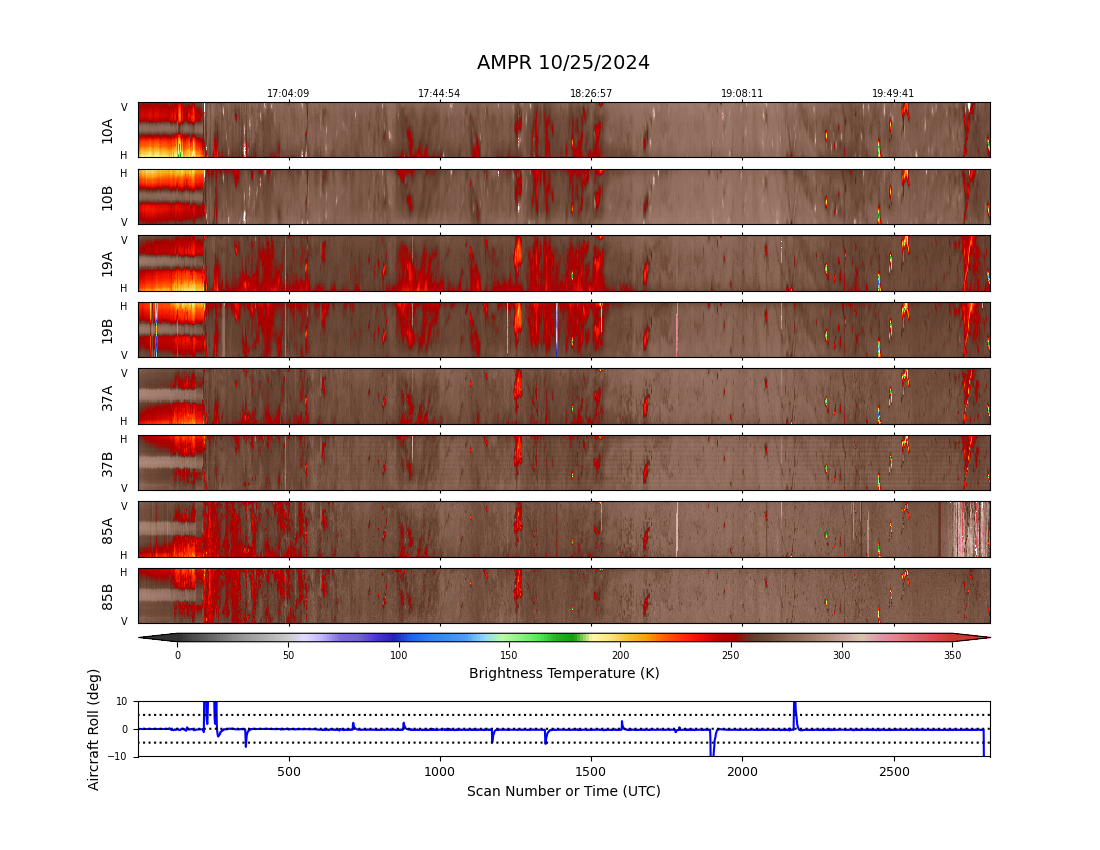 AMPR 10/25/2024
17:04:09 17:44:54 18:26:57 19:08:11 19:49:41
V
10A
H
H
10B
V
V
19A
H
H
19B
V
V
37A
H
H
37B
V
V
85A
H
H
85B
V
0 50 100 150 200 250 300 350
Brightness Temperature (K)
Aircraft Roll (deg)
10
0
−10
500 1000 1500 2000 2500
Scan Number or Time (UTC)